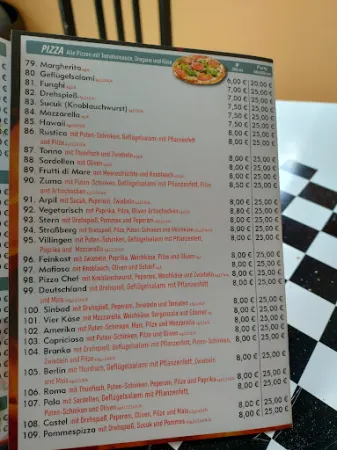 PIZZA Alle Pizzen mit Tomatensauce, Oregano und Käse
79. Margherita 6,00 € 20,00 €
80 Geflügelsalami 7,00 € 25,00 €
81. Funghi 7,00 € 25,00 €
82. Drehspieß 7,50 € 25,00 €
83. Sucuk (Knoblauchwurst) 8,00 € 25,00 €
84. Mozzarella 7,50 € 25,00 €
85. Hawaii 8,00 € 25,00 €
86. Rustica mit Puten-Schinken, Geflügelsalami mit Pflanzenfett
und Pilze 8,00 € 25,00 €
87. Tonno mit Thunfisch und Zwiebeln 8,00 € 25,00 €
88. Sardellen mit Oliven 8,00 € 25,00 €
89. Frutti di Mare mit Meeresfrüchte und Knoblauch 8,00 € 25,00 €
90. Zuma mit Puten-Schinken, Geflügelsalami mit Pflanzenfett, Pilze und
Artischocken 8,00 € 25,00 €
91. Arpil mit Sucuk, Peperoni, Zwiebeln 8,80 € 25,00 €
92. Vegetarisch mit Paprika, Pilze, Oliven Artischocken 8,00 € 25,00 €
93. Stern mit Drehspieß, Pommes und Peperoni 8,00 € 25,00 €
94. Straßberg mit Drehspieß, Pilze, Puten-Schinken und Weichkäse 8,00 € 25,00 €
95. Villingen mit Puten-Schinken, Geflügelsalami mit Pflanzenfett,
Paprika und Mozzarella 8,00 € 25,00 €
96. Feinkost mit Zwiebeln, Paprika, Weichkäse, Pilze und Oliven 8,00 € 25,00 €
97. Mafiosa mit Knoblauch, Oliven und Scharf 8,00 € 25,00 €
98. Pizza Chef mit Knoblauchwurst, Peperoni, Weichkäse und Zwiebeln 8,00 € 25,00 €
99. Deutschland mit Drehspieß, Geflügelsalami mit Pflanzenfett
und Mais 8,00 € 25,00 €
100. Sinbad mit Drehspieß, Peperoni, Zwiebeln und Tomaten 8,00 € 25,00 €
101. Vier Käse mit Mozzarella, Weichkäse Gorgonzola und Edamer 8,00 € 25,00 €
102. Amerika mit Puten-Schinken, Mais, Pilze und Mozzarella 8,00 € 25,00 €
103. Capriciosa mit Puten-Schinken, Pilze und Oliven 8,00 € 25,00 €
104. Branka mit Drehspieß, Geflügelsalami mit Pflanzenfett, Puten-Schinken,
Zwiebeln und Pilze 8,00 € 25,00 €
105. Berlin mit Thunfisch, Geflügelsalami mit Pflanzenfett, Zwiebeln
und Mais 8,00 € 25,00 €
106. Roma mit Thunfisch, Puten-Schinken, Peperoni, Pilze und Paprika 8,00 € 25,00 €
107. Pala mit Sardellen, Geflügelsalami mit Pflanzenfett,
Puten-Schinken und Oliven 8,00 € 25,00 €
108. Castel mit Drehspieß, Peperoni, Oliven, Pilze und Mais 8,00 € 25,00 €
109. Pommespizza mit Drehspieß, Sucuk und Pommes 8,00 € 25,00 €